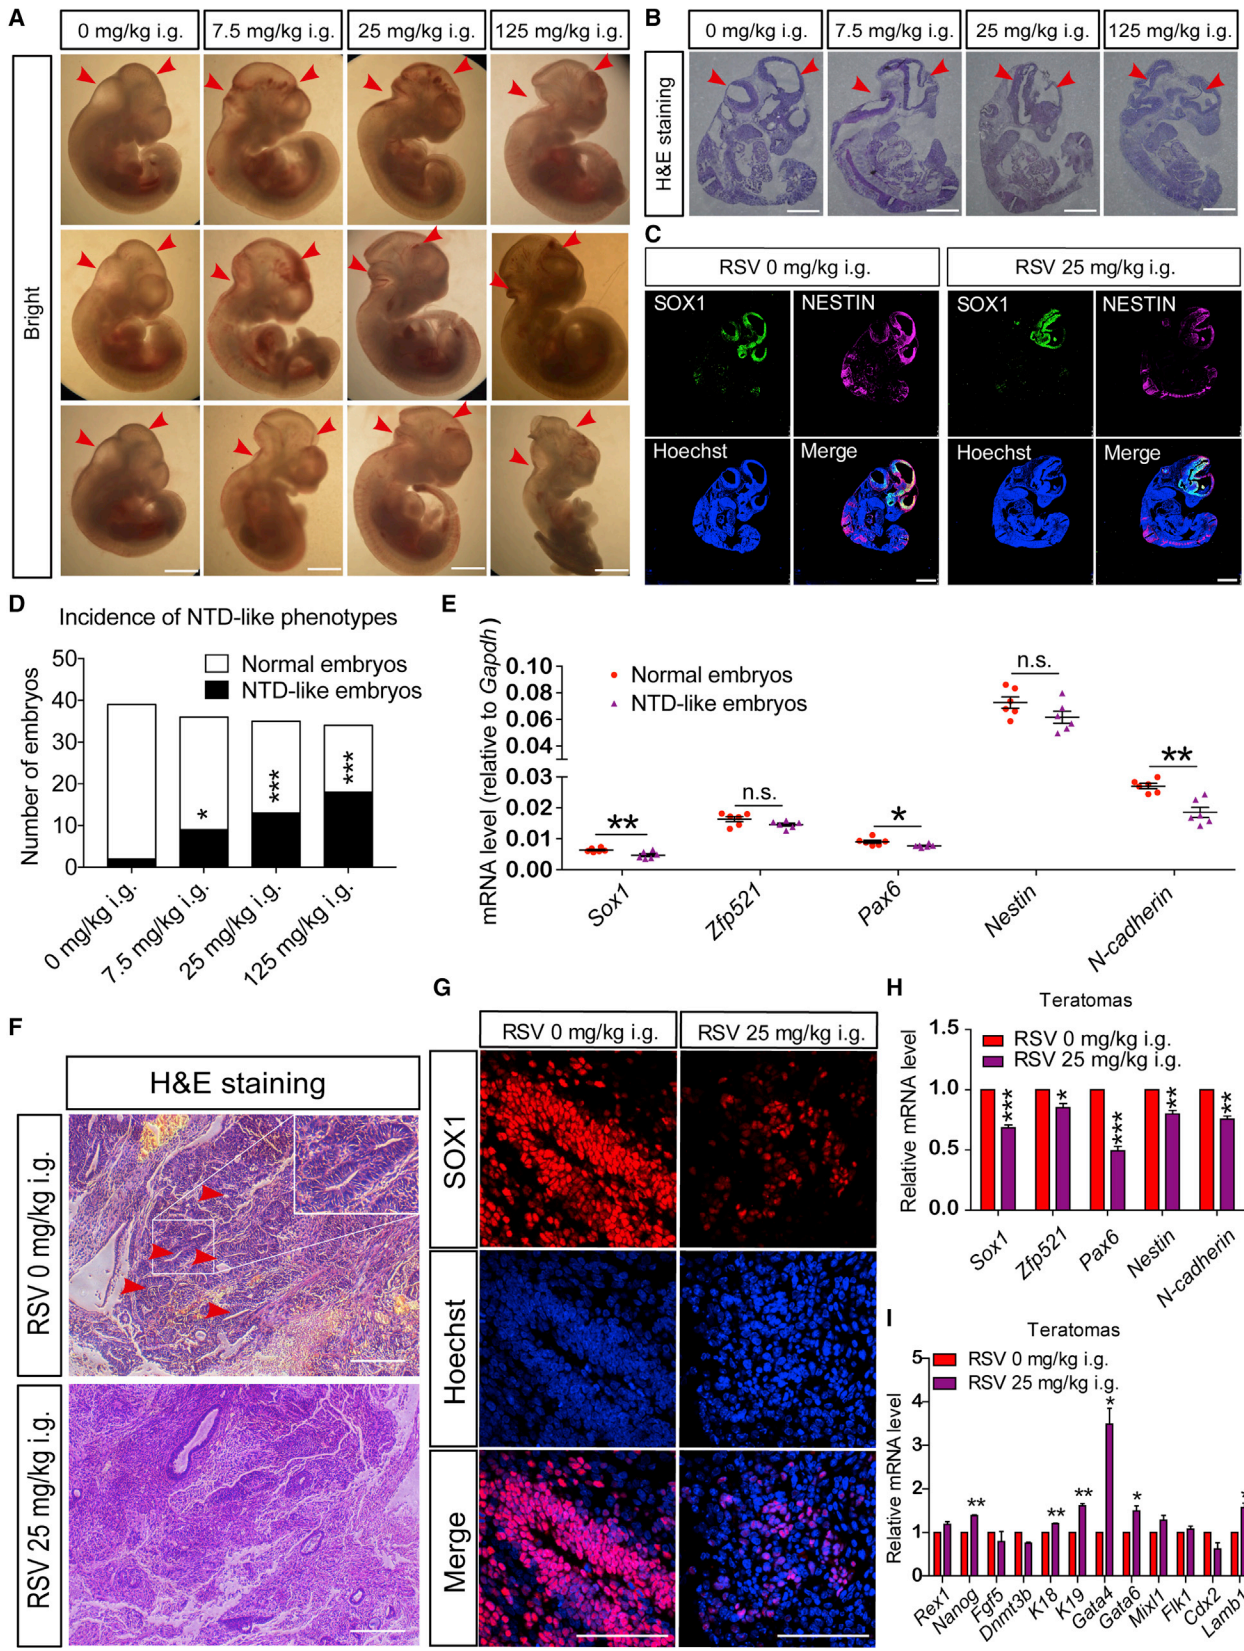 A
0 mg/kg i.g.
7.5 mg/kg i.g.
25 mg/kg i.g.
125 mg/kg i.g.
Bright
B
0 mg/kg i.g.
7.5 mg/kg i.g.
25 mg/kg i.g.
125 mg/kg i.g.
H&E staining
C
RSV 0 mg/kg i.g.
RSV 25 mg/kg i.g.
SOX1
NESTIN
SOX1
NESTIN
Hoechst
Merge
Hoechst
Merge
D
Incidence of NTD-like phenotypes
Number of embryos
50
40
30
20
10
0
Normal embryos
NTD-like embryos
*
***
***
0 mg/kg i.g.
7.5 mg/kg i.g.
25 mg/kg i.g.
125 mg/kg i.g.
E
mRNA level (relative to Gapdh)
0.10
0.08
0.06
0.04
0.03
0.02
0.01
0.00
Normal embryos
NTD-like embryos
**
n.s.
*
n.s.
**
Sox1
Zfp521
Pax6
Nestin
N-cadherin
F
H&E staining
RSV 0 mg/kg i.g.
RSV 25 mg/kg i.g.
G
RSV 0 mg/kg i.g.
RSV 25 mg/kg i.g.
SOX1
Hoechst
Merge
H
Teratomas
Relative mRNA level
1.5
1.0
0.5
0.0
RSV 0 mg/kg i.g.
RSV 25 mg/kg i.g.
***
*
***
**
**
Sox1
Zfp521
Pax6
Nestin
N-cadherin
I
Teratomas
Relative mRNA level
5
4
3
2
1
0
RSV 0 mg/kg i.g.
RSV 25 mg/kg i.g.
**
**
**
*
*
*
Rex1
Nanog
Fgf5
Dnmt3b
K18
K19
Gata4
Gata6
Mixl1
Flk1
Cdx2
Lamb1